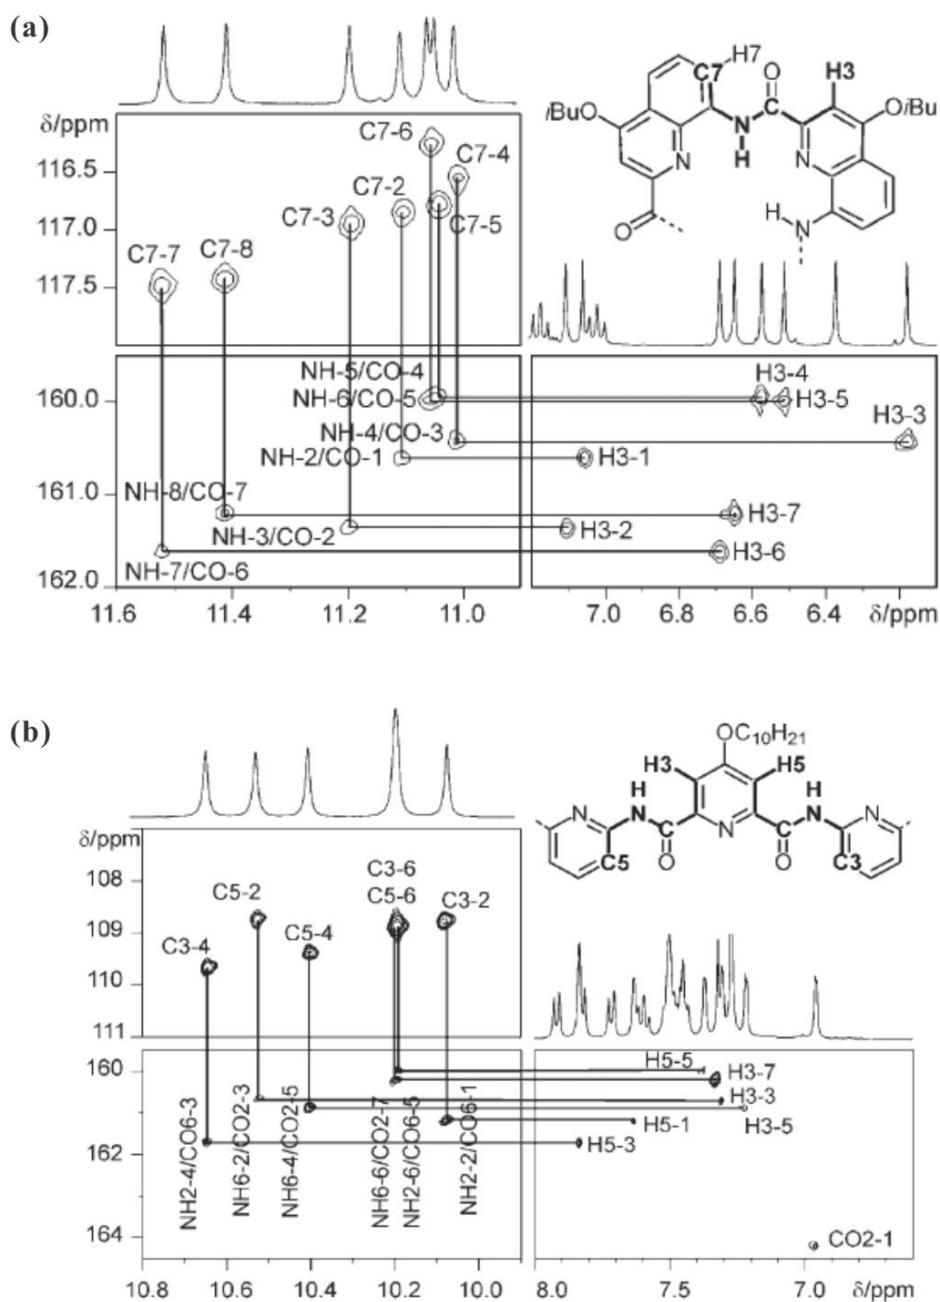 (a)
δ/ppm
116.5
117.0
117.5
C7-6
C7-4
C7-2
C7-3
C7-5
C7-7
C7-8
C7
H7
O
H3
OiBu
iBuO
N
H
N
N
O
H
N
160.0
161.0
162.0
NH-5/CO-4
NH-6/CO-5
NH-4/CO-3
NH-2/CO-1
NH-8/CO-7
NH-3/CO-2
NH-7/CO-6
H3-4
H3-5
H3-3
H3-1
H3-7
H3-2
H3-6
11.6
11.4
11.2
11.0
7.0
6.8
6.6
6.4
δ/ppm
(b)
OC10H21
H3
H5
H
H
N
N
C
N
C
N
N
O
O
C5
C3
δ/ppm
108
109
110
111
C3-6
C5-6
C3-2
C5-2
C5-4
C3-4
160
162
164
NH2-4/CO6-3
NH6-2/CO2-3
NH6-4/CO2-5
NH6-6/CO2-7
NH2-6/CO6-5
NH2-2/CO6-1
H5-5
H3-7
H3-3
H3-5
H5-1
H5-3
CO2-1
10.8
10.6
10.4
10.2
10.0
8.0
7.5
7.0
δ/ppm